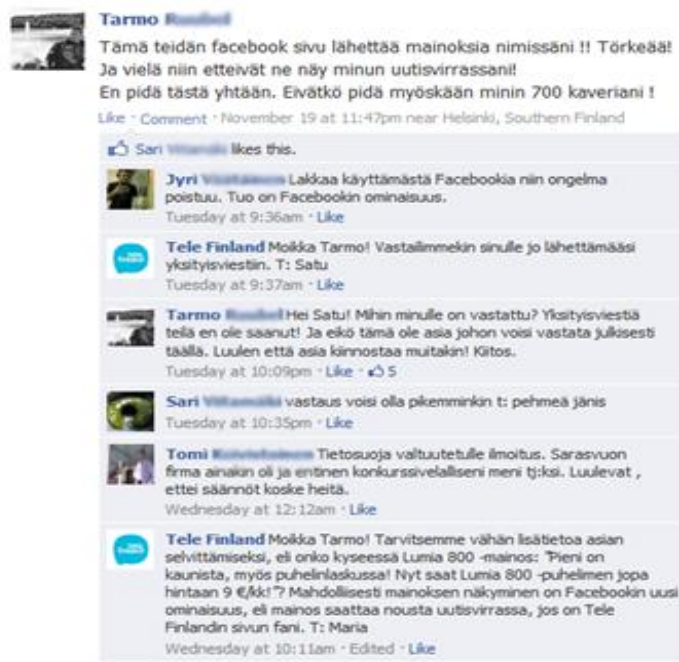 Tarmo
Tämä teidän facebook sivu lähettää mainoksia nimissäni !! Törkeää!
Ja vielä niin etteivät ne näy minun uutisvirrassani!
En pidä tästä yhtään. Eivätkö pidä myöskään minin 700 kaveriani !
Like · Comment · November 19 at 11:47pm near Helsinki, Southern Finland
Sari likes this.
Jyri Lakkaa käyttämästä Facebookia niin ongelma
poistuu. Tuo on Facebookin ominaisuus.
Tuesday at 9:36am · Like
Tele Finland Moikka Tarmo! Vastailimmekin sinulle jo lähettämääsi
yksityisviestiin. T: Satu
Tuesday at 9:37am · Like
Tarmo Hei Satu! Mihin minulle on vastattu? Yksityisviestiä
teilä en ole saanut! Ja eikö tämä ole asia johon voisi vastata julkisesti
täällä. Luulen että asia kiinnostaa muitakin! Kiitos.
Tuesday at 10:09pm · Like · 5
Sari vastaus voisi olla pikemminkin t: pehmeä jänis
Tuesday at 10:35pm · Like
Tomi Tietosuoja valtuutetulle ilmoitus. Sarasvuon
firma ainakin oli ja entinen konkurssivelalliseni meni tj:ksi. Luulevat ,
ettei säännöt koske heitä.
Wednesday at 12:12am · Like
Tele Finland Moikka Tarmo! Tarvitsemme vähän lisätietoa asian
selvittämiseksi, eli onko kyseessä Lumia 800 -mainos: "Pieni on
kaunista, myös puhelinlaskussa! Nyt saat Lumia 800 -puhelimen jopa
hintaan 9 €/kk!"? Mahdollisesti mainoksen näkyminen on Facebookin uusi
ominaisuus, eli mainos saattaa nousta uutisvirrassa, jos on Tele
Finlandin sivun fani. T: Maria
Wednesday at 10:11am · Edited · Like